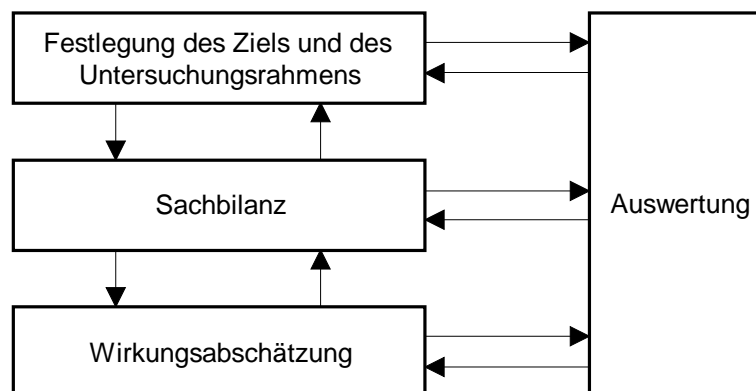 Festlegung des Ziels und des
Untersuchungsrahmens
Sachbilanz
Auswertung
Wirkungsabschätzung